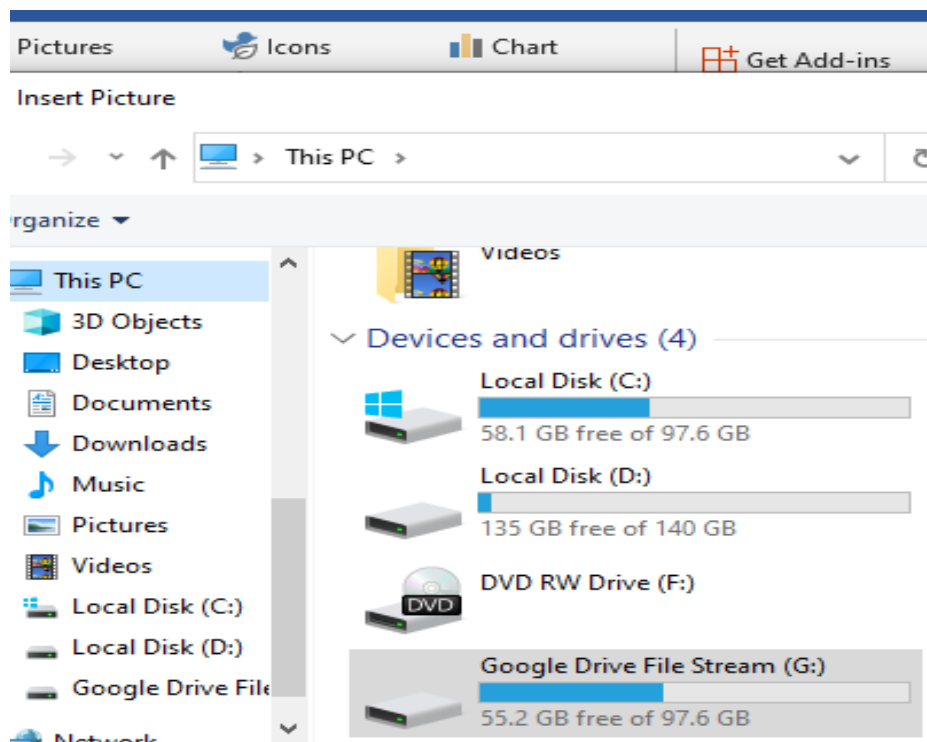 Pictures Icons Chart Get Add-ins
Insert Picture
This PC
rganize
This PC
3D Objects
Desktop
Documents
Downloads
Music
Pictures
Videos
Local Disk (C:)
Local Disk (D:)
Google Drive File
Network
Videos
Devices and drives (4)
Local Disk (C:)
58.1 GB free of 97.6 GB
Local Disk (D:)
135 GB free of 140 GB
DVD RW Drive (F:)
DVD
Google Drive File Stream (G:)
55.2 GB free of 97.6 GB